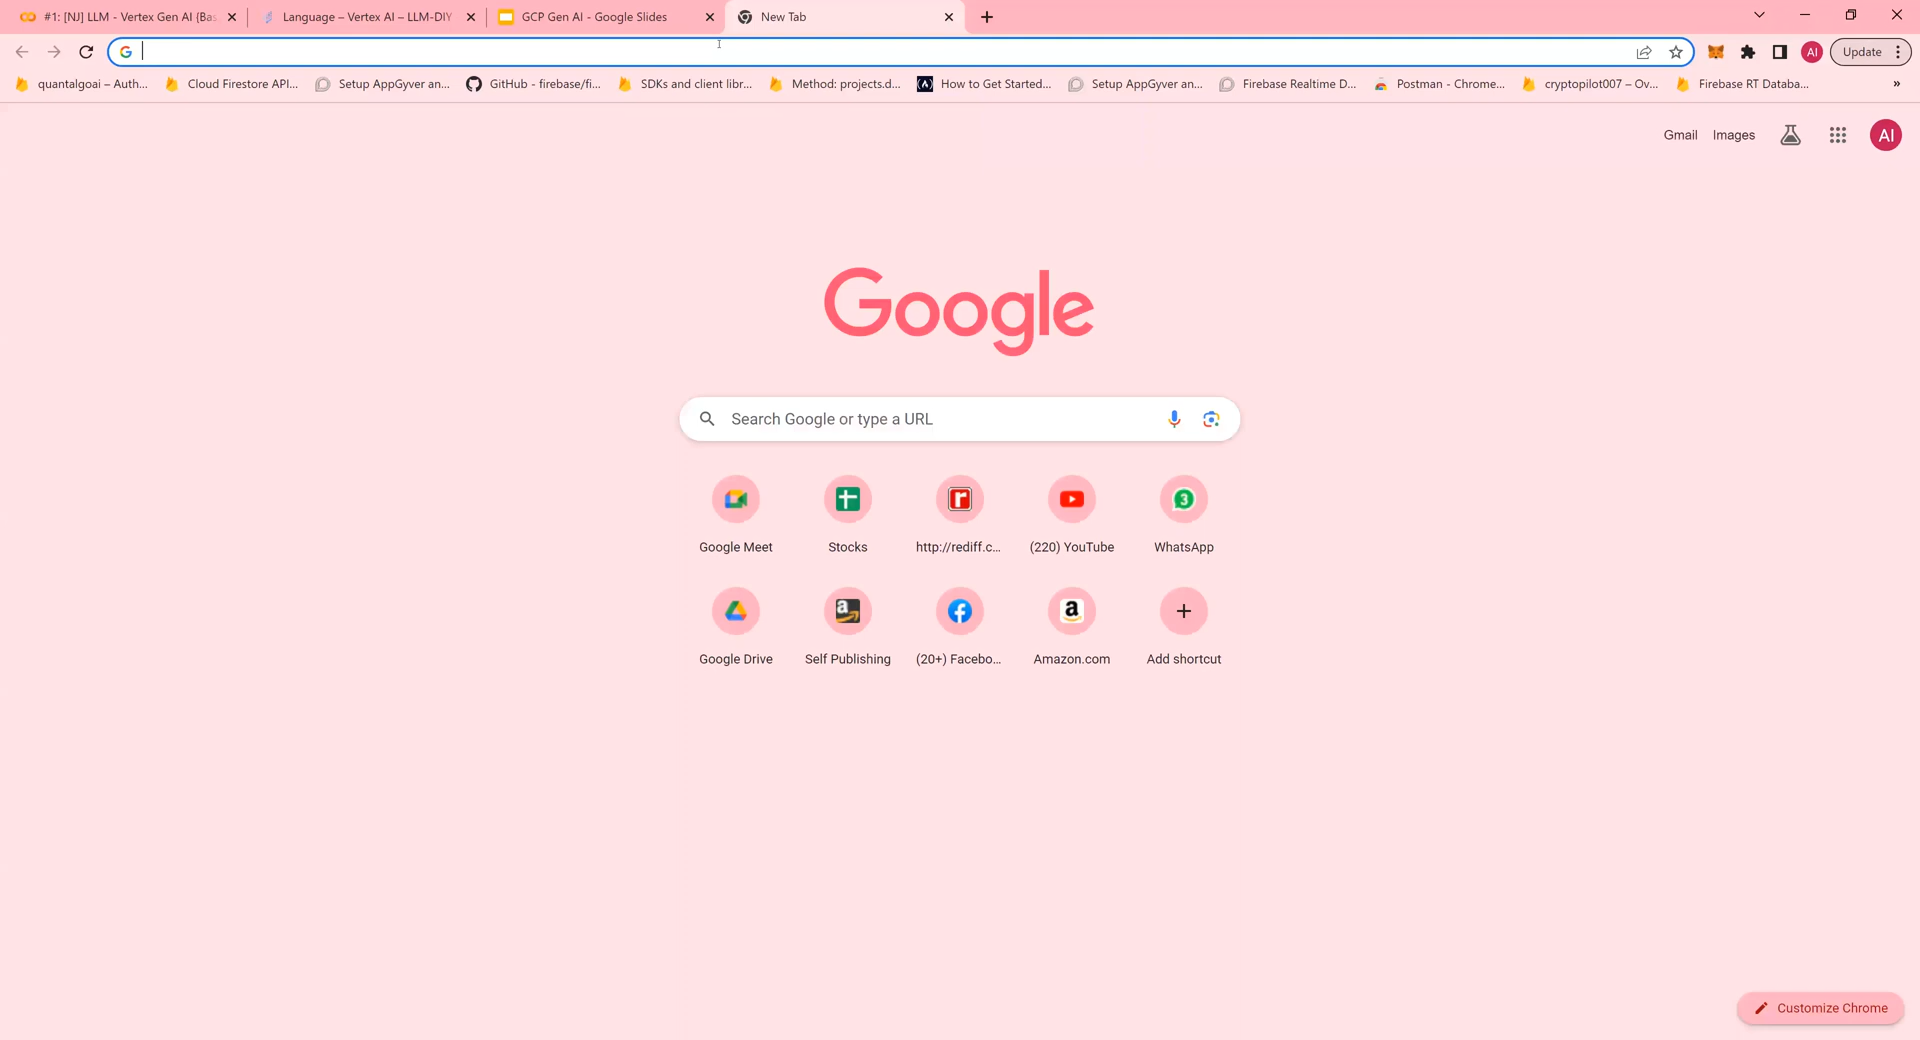 #1: [NJ] LLM - Vertex Gen AI {Bas
Language – Vertex AI – LLM-DIY
GCP Gen AI - Google Slides
New Tab
AI
Update
quantalgoai – Auth...
Cloud Firestore API...
Setup AppGyver an...
GitHub - firebase/fi...
SDKs and client libr...
Method: projects.d...
How to Get Started...
Setup AppGyver an...
Firebase Realtime D...
Postman - Chrome...
cryptopilot007 – Ov...
Firebase RT Databa...
»
Gmail
Images
AI
Google
Search Google or type a URL
3
Google Meet
Stocks
http://rediff.c...
(220) YouTube
WhatsApp
Google Drive
Self Publishing
(20+) Facebo...
Amazon.com
Add shortcut
Customize Chrome